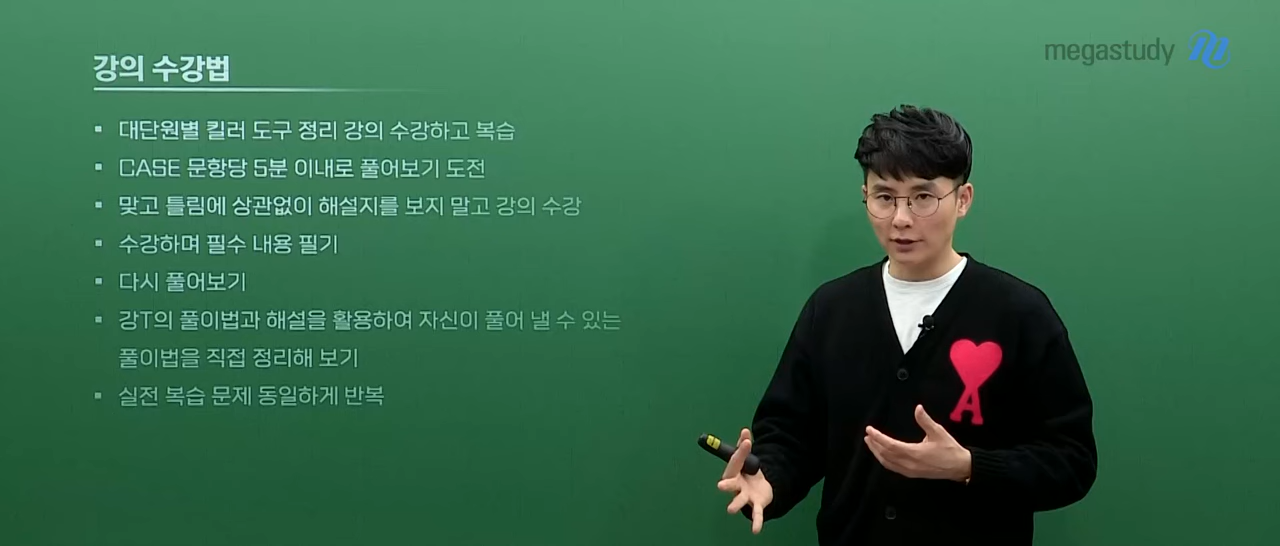 강의 수강법
megastudy
▪ 대단원별 킬러 도구 정리 강의 수강하고 복습
▪ CASE 문항당 5분 이내로 풀어보기 도전
▪ 맞고 틀림에 상관없이 해설지를 보지 말고 강의 수강
▪ 수강하며 필수 내용 필기
▪ 다시 풀어보기
▪ 강T의 풀이법과 해설을 활용하여 자신이 풀어 낼 수 있는
풀이법을 직접 정리해 보기
▪ 실전 복습 문제 동일하게 반복
A